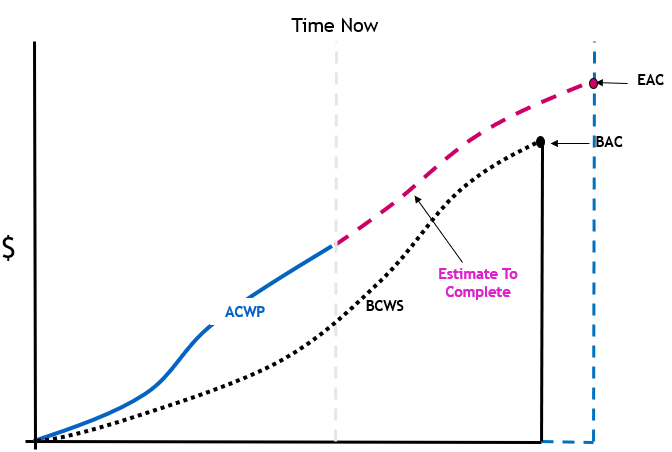 Time Now
EAC
BAC
$
Estimate To
Complete
BCWS
ACWP